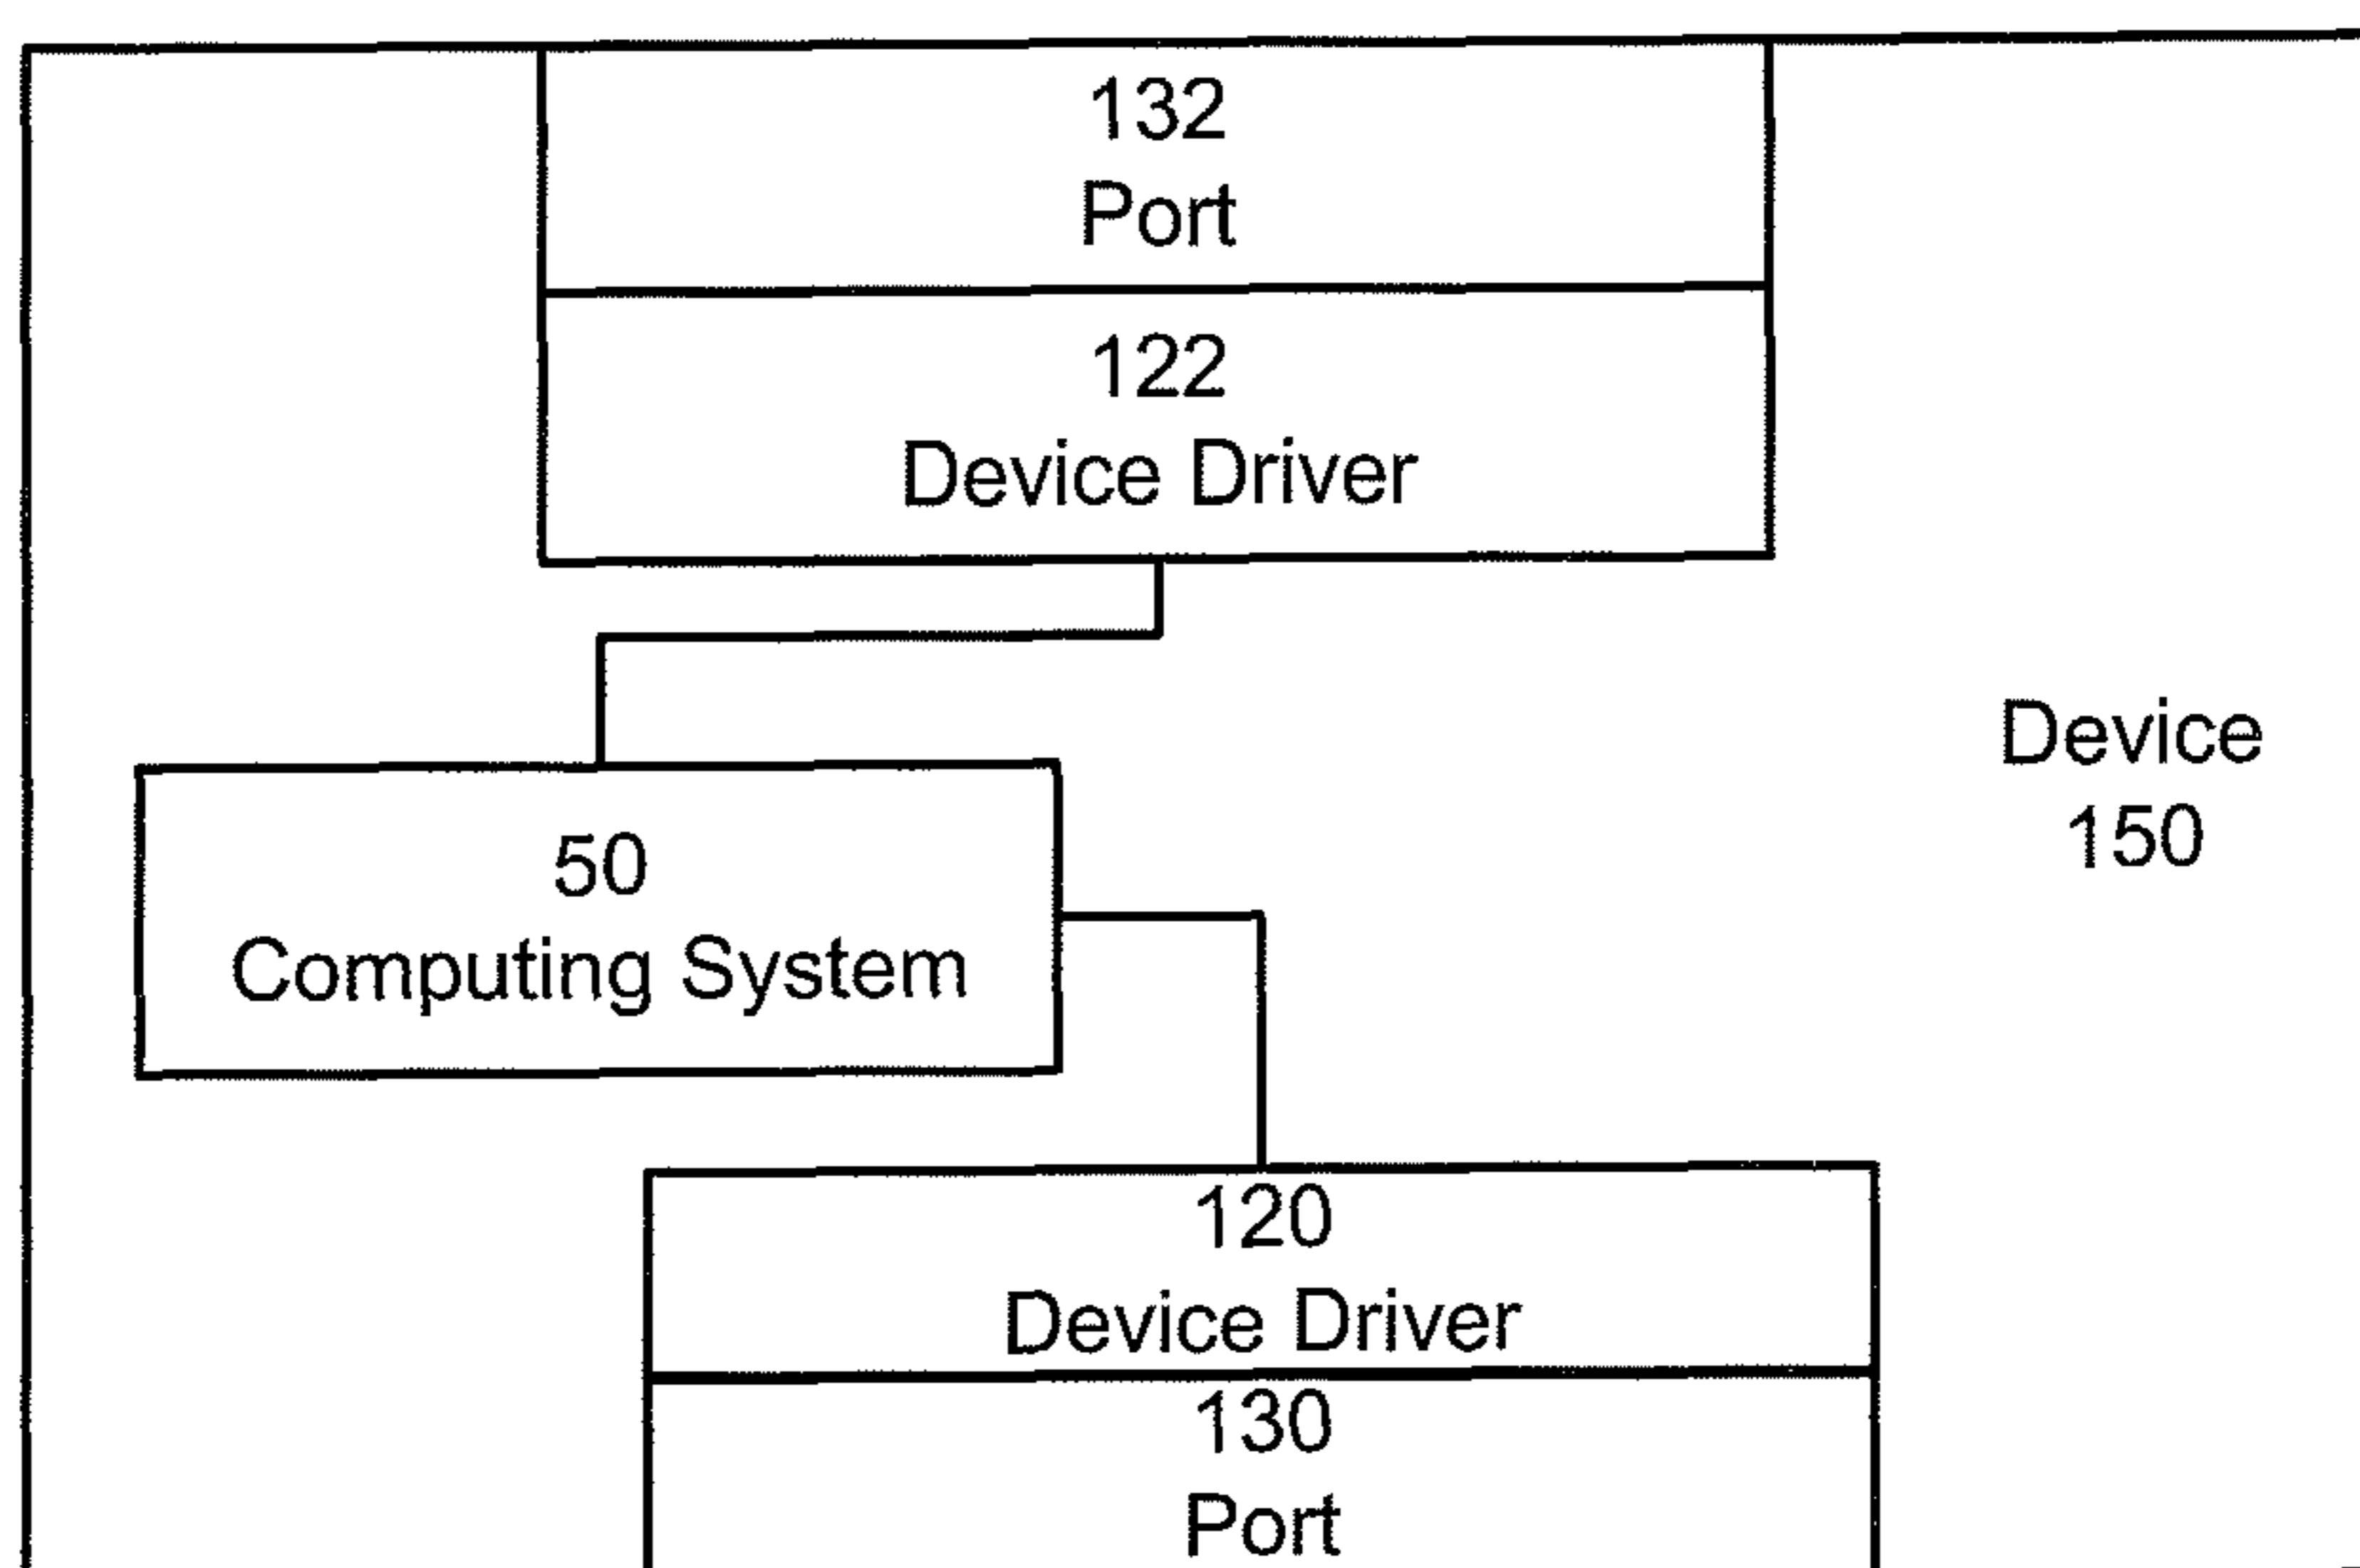 132
Port
122
Device Driver
Device
150
50
Computing System
120
Device Driver
130
Port